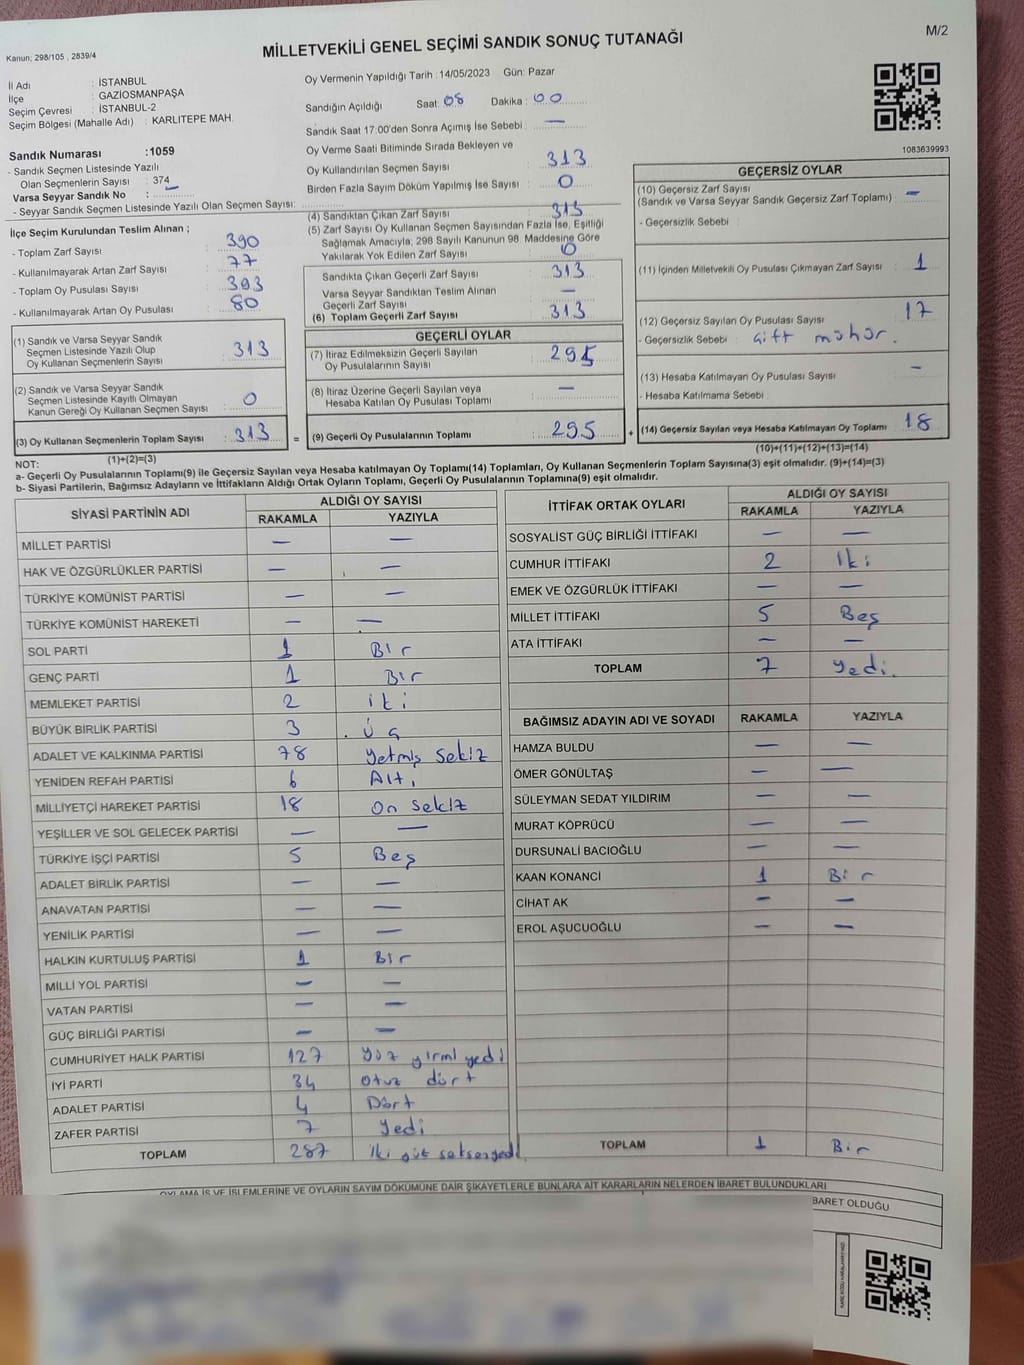 M/2
Kanun; 298/105 , 2839/4
MİLLETVEKİLİ GENEL SEÇİMİ SANDIK SONUÇ TUTANAĞI
İl Adı : İSTANBUL
İlçe : GAZİOSMANPAŞA
Seçim Çevresi : İSTANBUL-2
Seçim Bölgesi (Mahalle Adı) : KARLITEPE MAH.
Oy Vermenin Yapıldığı Tarih :14/05/2023 Gün: Pazar
Sandığın Açıldığı Saat: 08 Dakika : 00
Sandık Saat 17:00'den Sonra Açımış İse Sebebi : —
Sandık Numarası :1059
- Sandık Seçmen Listesinde Yazılı
Olan Seçmenlerin Sayısı : 374
Varsa Seyyar Sandık No :
- Seyyar Sandık Seçmen Listesinde Yazılı Olan Seçmen Sayısı:
Oy Verme Saati Bitiminde Sırada Bekleyen ve
Oy Kullandırılan Seçmen Sayısı : 313
Birden Fazla Sayım Döküm Yapılmış İse Sayısı : 0
1083639993
İlçe Seçim Kurulundan Teslim Alınan ;
- Toplam Zarf Sayısı : 390
- Kullanılmayarak Artan Zarf Sayısı : 77
- Toplam Oy Pusulası Sayısı : 393
- Kullanılmayarak Artan Oy Pusulası : 80
(4) Sandıktan Çıkan Zarf Sayısı : 313
(5) Zarf Sayısı Oy Kullanan Seçmen Sayısından Fazla İse, Eşitliği
Sağlamak Amacıyla; 298 Sayılı Kanunun 98. Maddesine Göre
Yakılarak Yok Edilen Zarf Sayısı : 0
Sandıkta Çıkan Geçerli Zarf Sayısı : 313
Varsa Seyyar Sandıktan Teslim Alınan
Geçerli Zarf Sayısı : —
(6) Toplam Geçerli Zarf Sayısı : 313
GEÇERSİZ OYLAR
(10) Geçersiz Zarf Sayısı
(Sandık ve Varsa Seyyar Sandık Geçersiz Zarf Toplamı) : —
- Geçersizlik Sebebi :
(11) İçinden Milletvekili Oy Pusulası Çıkmayan Zarf Sayısı : 1
(12) Geçersiz Sayılan Oy Pusulası Sayısı : 17
- Geçersizlik Sebebi : Çift mühür.
(13) Hesaba Katılmayan Oy Pusulası Sayısı : —
- Hesaba Katılmama Sebebi :
(14) Geçersiz Sayılan veya Hesaba Katılmayan Oy Toplamı : 18
(1) Sandık ve Varsa Seyyar Sandık
Seçmen Listesinde Yazılı Olup
Oy Kullanan Seçmenlerin Sayısı : 313
(2) Sandık ve Varsa Seyyar Sandık
Seçmen Listesinde Kayıtlı Olmayan
Kanun Gereği Oy Kullanan Seçmen Sayısı : 0
(3) Oy Kullanan Seçmenlerin Toplam Sayısı : 313 =
GEÇERLİ OYLAR
(7) İtiraz Edilmeksizin Geçerli Sayılan
Oy Pusulalarının Sayısı : 295
(8) İtiraz Üzerine Geçerli Sayılan veya
Hesaba Katılan Oy Pusulası Toplamı : —
(9) Geçerli Oy Pusulalarının Toplamı : 295 +
(1)+(2)=(3)
(10)+(11)+(12)+(13)=(14)
NOT:
a- Geçerli Oy Pusulalarının Toplamı(9) ile Geçersiz Sayılan veya Hesaba katılmayan Oy Toplamı(14) Toplamları, Oy Kullanan Seçmenlerin Toplam Sayısına(3) eşit olmalıdır. (9)+(14)=(3)
b- Siyasi Partilerin, Bağımsız Adayların ve İttifakların Aldığı Ortak Oyların Toplamı, Geçerli Oy Pusulalarının Toplamına(9) eşit olmalıdır.
SİYASİ PARTİNİN ADI ALDIĞI OY SAYISI
RAKAMLA YAZIYLA
MİLLET PARTİSİ — —
HAK VE ÖZGÜRLÜKLER PARTİSİ — —
TÜRKİYE KOMÜNİST PARTİSİ — —
TÜRKİYE KOMÜNİST HAREKETİ — —
SOL PARTİ 1 Bir
GENÇ PARTİ 1 Bir
MEMLEKET PARTİSİ 2 iki
BÜYÜK BİRLİK PARTİSİ 3 Üç
ADALET VE KALKINMA PARTİSİ 78 Yetmiş Sekiz
YENİDEN REFAH PARTİSİ 6 Altı
MİLLİYETÇİ HAREKET PARTİSİ 18 On sekiz
YEŞİLLER VE SOL GELECEK PARTİSİ — —
TÜRKİYE İŞÇİ PARTİSİ 5 Beş
ADALET BİRLİK PARTİSİ — —
ANAVATAN PARTİSİ — —
YENİLİK PARTİSİ — —
HALKIN KURTULUŞ PARTİSİ 1 Bir
MİLLİ YOL PARTİSİ — —
VATAN PARTİSİ — —
GÜÇ BİRLİĞİ PARTİSİ — —
CUMHURİYET HALK PARTİSİ 127 Yüz yirmi yedi
İYİ PARTİ 34 Otuz dört
ADALET PARTİSİ 4 Dört
ZAFER PARTİSİ 7 Yedi
TOPLAM 287 iki yüz seksenyedi
İTTİFAK ORTAK OYLARI ALDIĞI OY SAYISI
RAKAMLA YAZIYLA
SOSYALİST GÜÇ BİRLİĞİ İTTİFAKI — —
CUMHUR İTTİFAKI 2 İki
EMEK VE ÖZGÜRLÜK İTTİFAKI — —
MİLLET İTTİFAKI 5 Beş
ATA İTTİFAKI — —
TOPLAM 7 Yedi.
BAĞIMSIZ ADAYIN ADI VE SOYADI RAKAMLA YAZIYLA
HAMZA BULDU — —
ÖMER GÖNÜLTAŞ — —
SÜLEYMAN SEDAT YILDIRIM — —
MURAT KÖPRÜCÜ — —
DURSUNALİ BACIOĞLU — —
KAAN KONANCI 1 Bir
CİHAT AK — —
EROL AŞUCUOĞLU — —
TOPLAM 1 Bir
OYLAMA İŞ VE İŞLEMLERİNE VE OYLARIN SAYIM DÖKÜMÜNE DAİR ŞİKAYETLERLE BUNLARA AİT KARARLARIN NELERDEN İBARET BULUNDUKLARI
BARET OLDUĞU